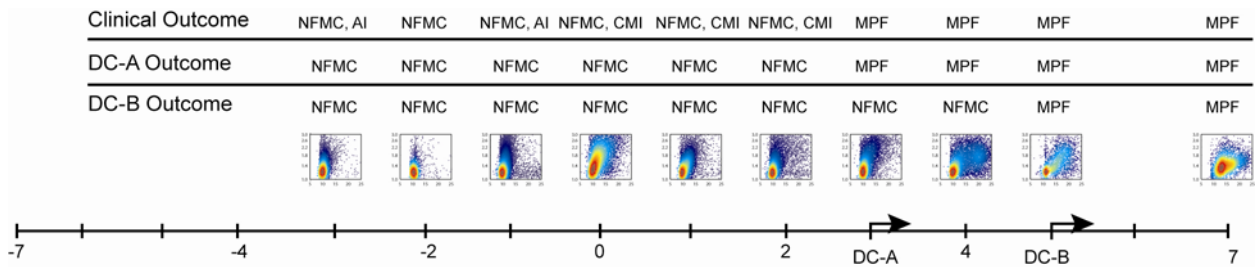 Clinical Outcome NFMC, AI NFMC NFMC, AI NFMC, CMI NFMC, CMI NFMC, CMI MPF MPF MPF MPF
DC-A Outcome NFMC NFMC NFMC NFMC NFMC NFMC MPF MPF MPF MPF
DC-B Outcome NFMC NFMC NFMC NFMC NFMC NFMC NFMC NFMC MPF MPF
-7 -4 -2 0 2 DC-A 4 DC-B 7